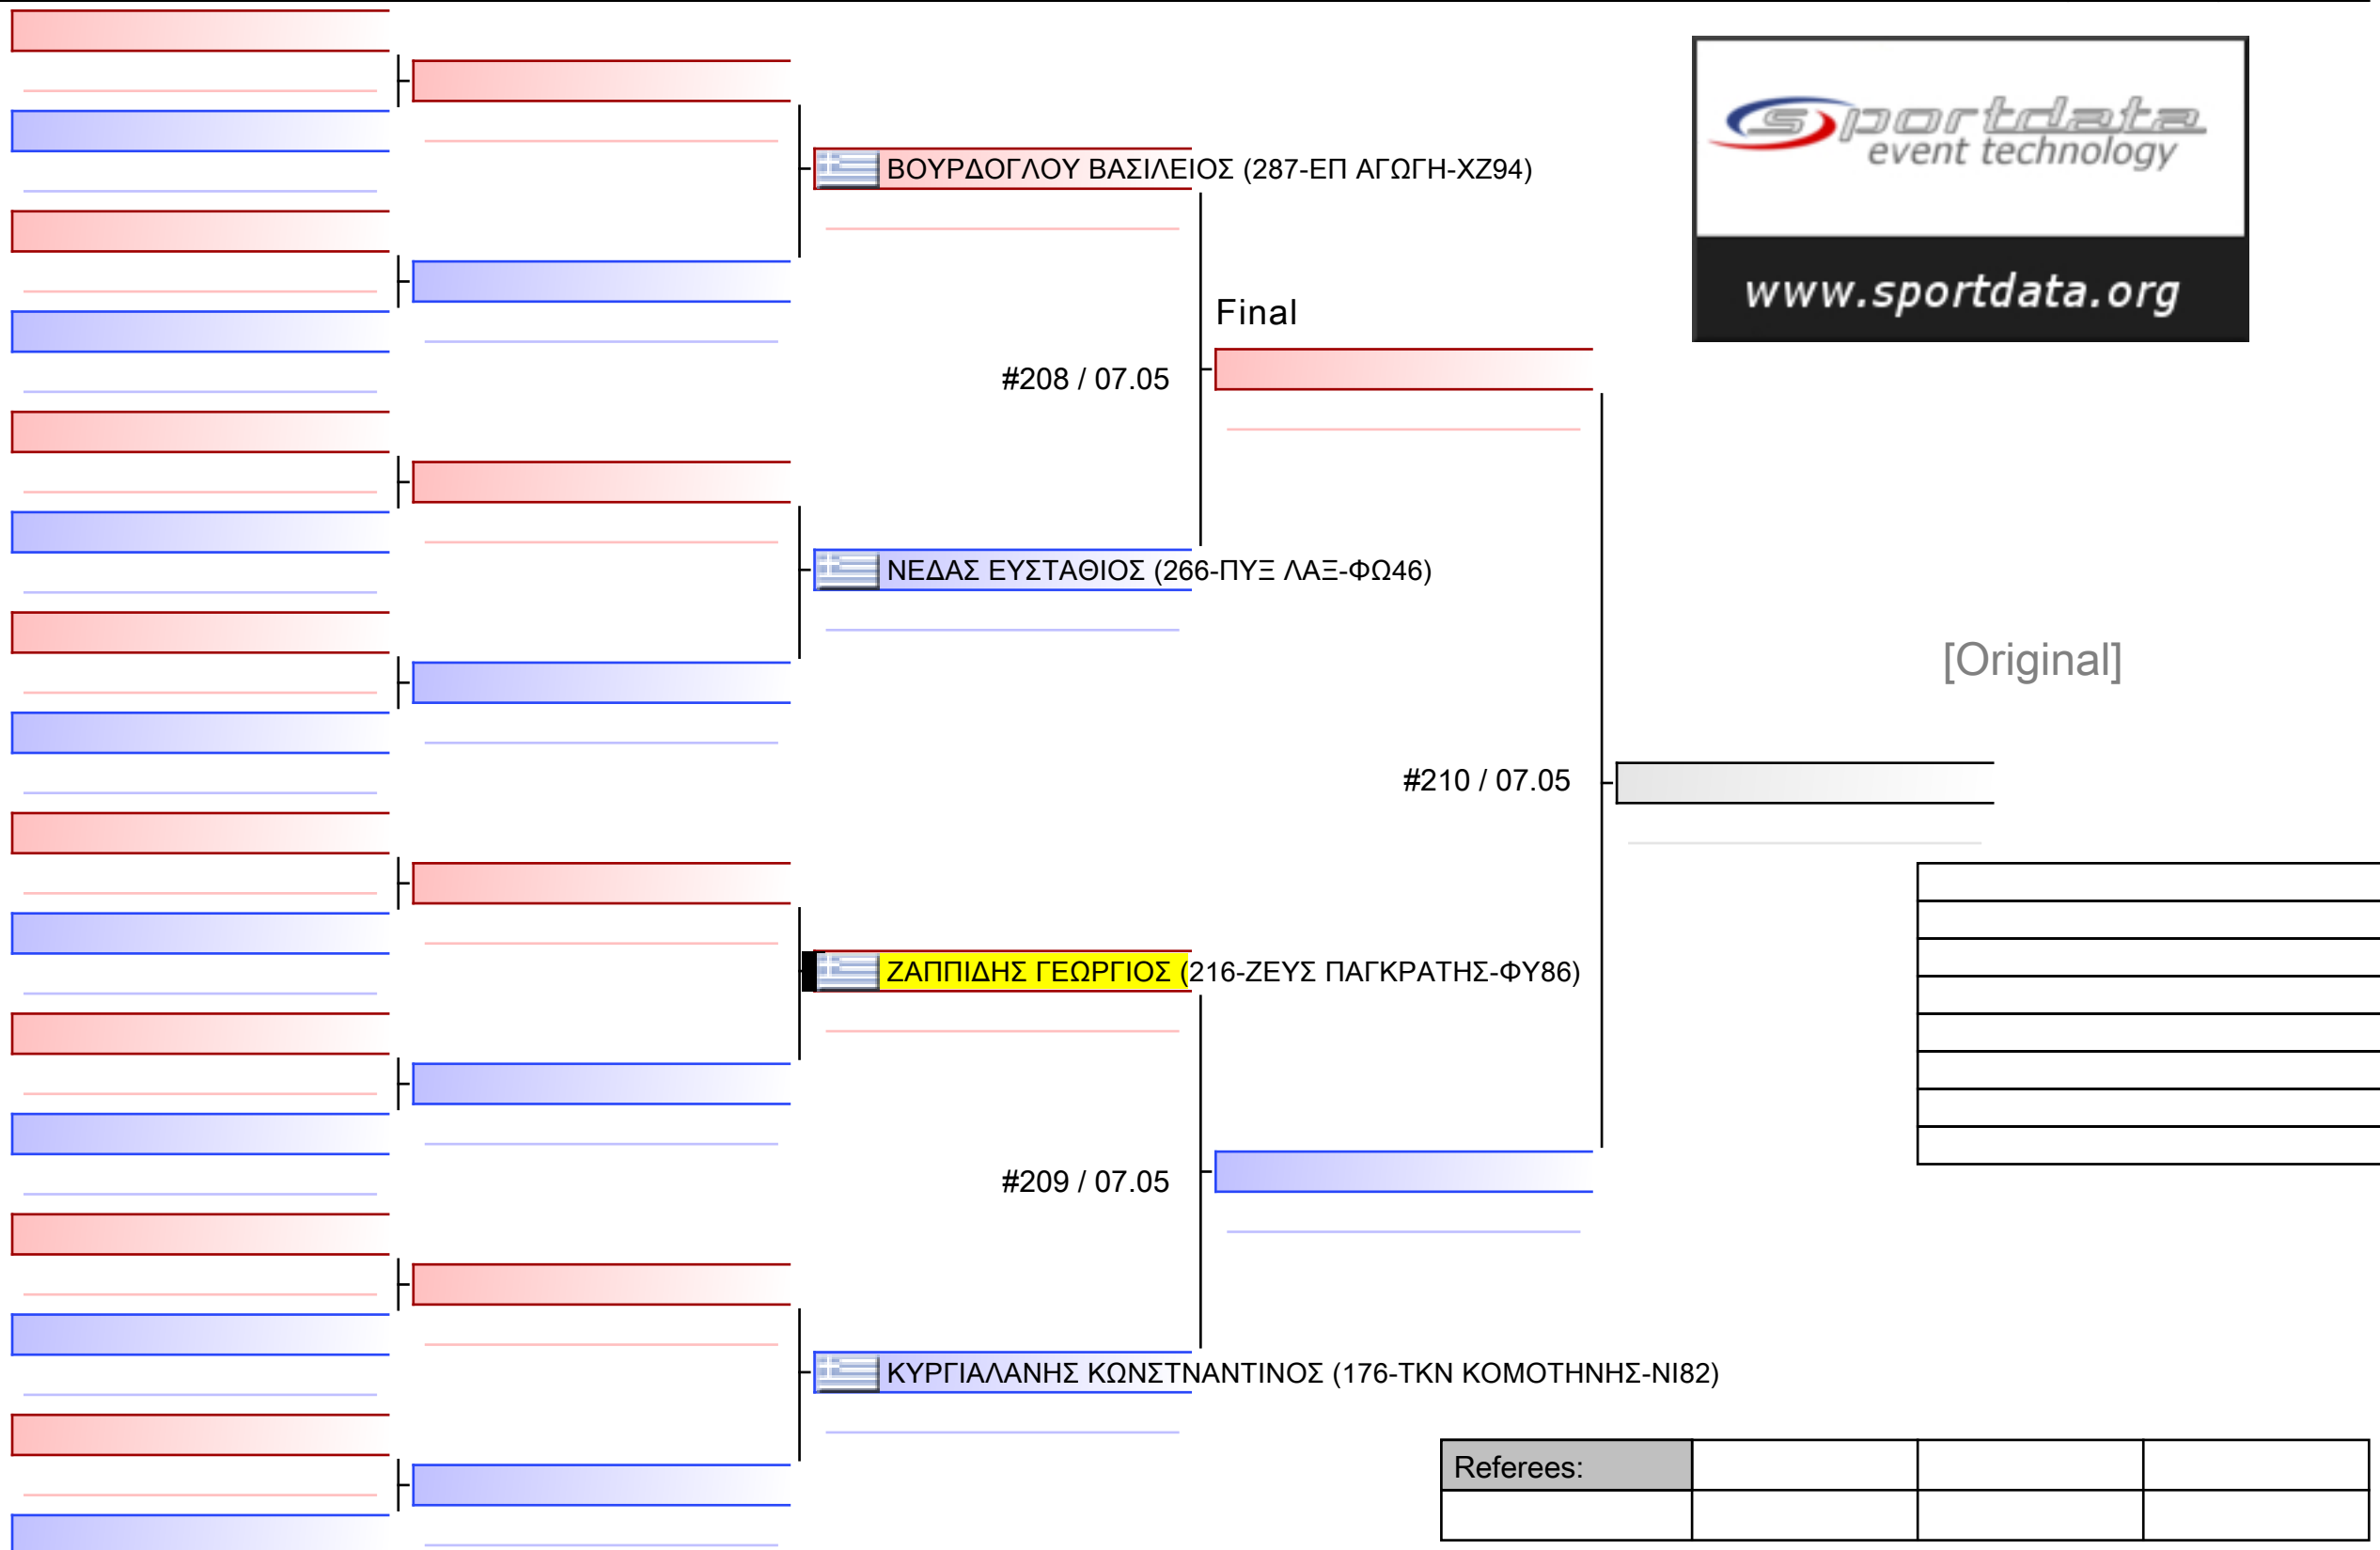 sportdata
event technology
www.sportdata.org
ΒΟΥΡΔΟΓΛΟΥ ΒΑΣΙΛΕΙΟΣ (287-ΕΠ ΑΓΩΓΗ-ΧΖ94)
Final
#208 / 07.05
ΝΕΔΑΣ ΕΥΣΤΑΘΙΟΣ (266-ΠΥΞ ΛΑΞ-ΦΩ46)
[Original]
#210 / 07.05
ΖΑΠΠΙΔΗΣ ΓΕΩΡΓΙΟΣ (216-ΖΕΥΣ ΠΑΓΚΡΑΤΗΣ-ΦΥ86)
#209 / 07.05
ΚΥΡΓΙΑΛΑΝΗΣ ΚΩΝΣΤΝΑΝΤΙΝΟΣ (176-ΤΚΝ ΚΟΜΟΤΗΝΗΣ-ΝΙ82)
Referees: